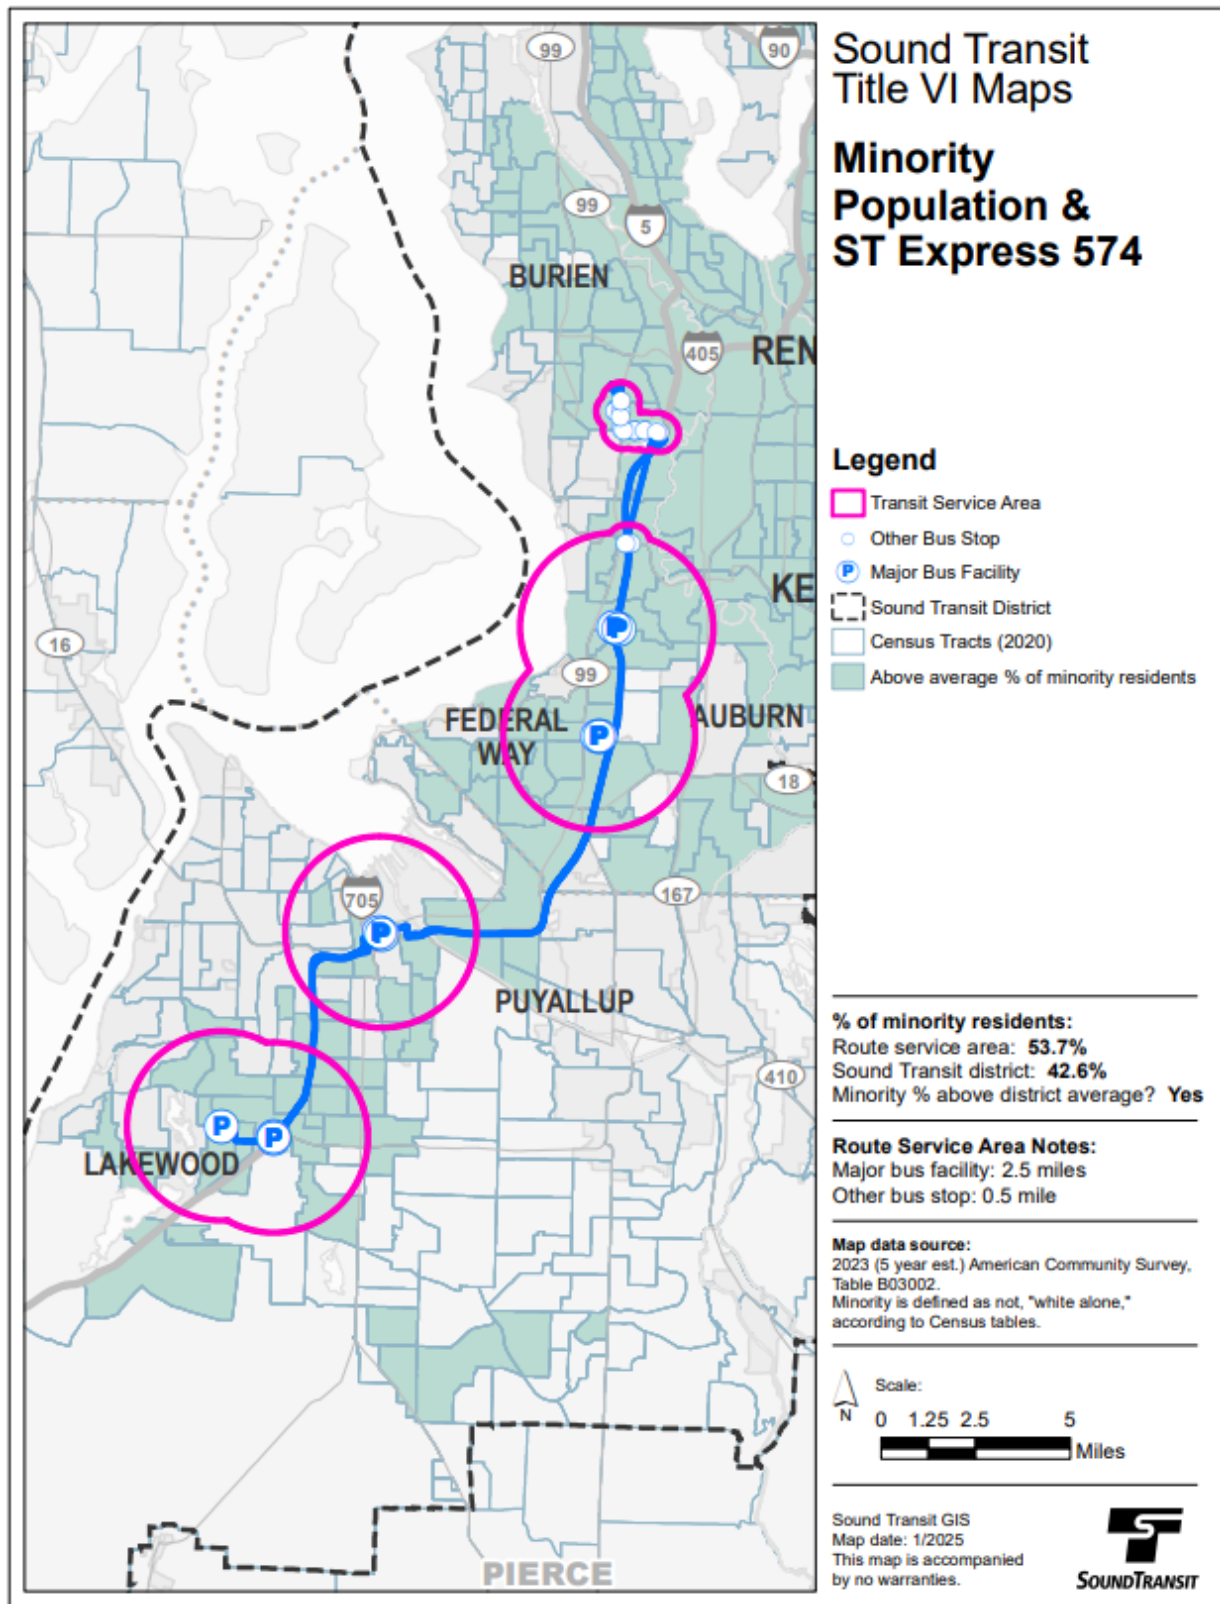 Sound Transit
Title VI Maps
Minority
Population &
ST Express 574
Legend
Transit Service Area
Other Bus Stop
P
Major Bus Facility
Sound Transit District
Census Tracts (2020)
Above average % of minority residents
% of minority residents:
Route service area: 53.7%
Sound Transit district: 42.6%
Minority % above district average? Yes
Route Service Area Notes:
Major bus facility: 2.5 miles
Other bus stop: 0.5 mile
Map data source:
2023 (5 year est.) American Community Survey,
Table B03002.
Minority is defined as not, "white alone,"
according to Census tables.
N
Scale:
0 1.25 2.5 5
Miles
Sound Transit GIS
Map date: 1/2025
This map is accompanied
by no warranties.
SOUNDTRANSIT
99
90
99
5
BURIEN
405
REN
KE
16
P
99
FEDERAL
WAY
AUBURN
P
18
705
167
P
PUYALLUP
410
P
P
LAKEWOOD
PIERCE